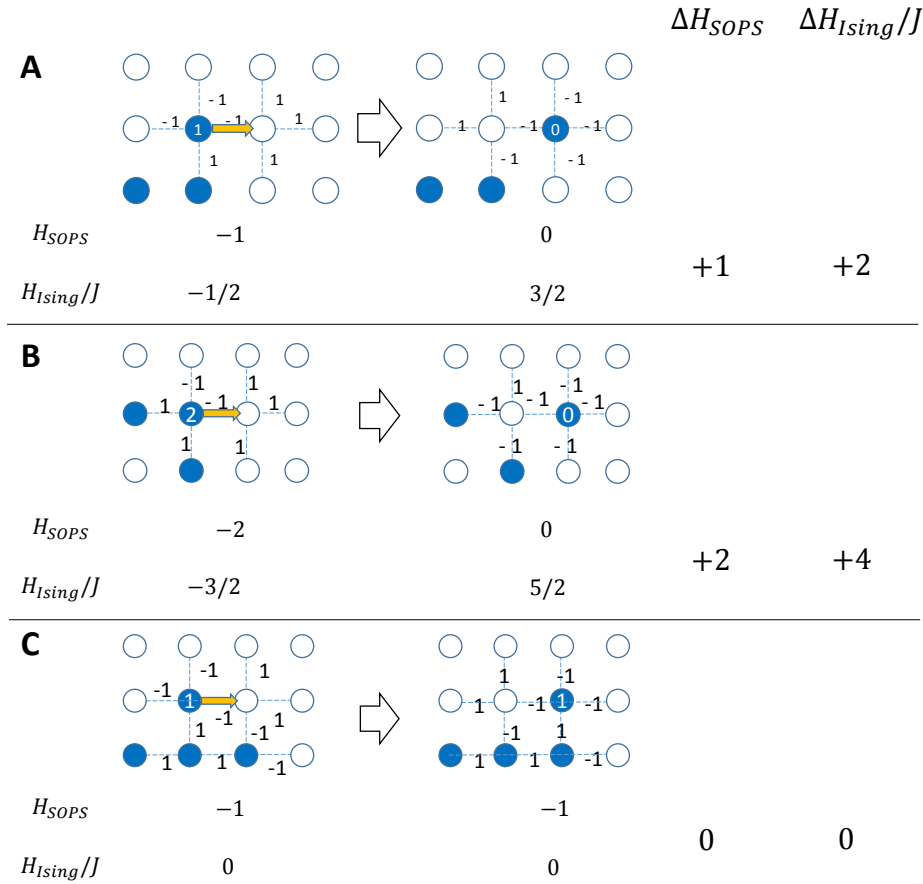 ΔH_SOPS ΔH_Ising/J
A
-1 1 1 -1
-1 1 -1 1 1 -1 0 -1
1 1 -1 -1
H_SOPS −1 0
+1 +2
H_Ising/J −1/2 3/2
B
-1 1 1 -1
1 2 -1 1 -1 -1 0 -1
1 1 -1 -1
H_SOPS −2 0
+2 +4
H_Ising/J −3/2 5/2
C
-1 1 1 -1
-1 1 -1 1 1 -1 1 -1
1 -1 -1 1
1 1 -1 1 1 -1
H_SOPS −1 −1
0 0
H_Ising/J 0 0